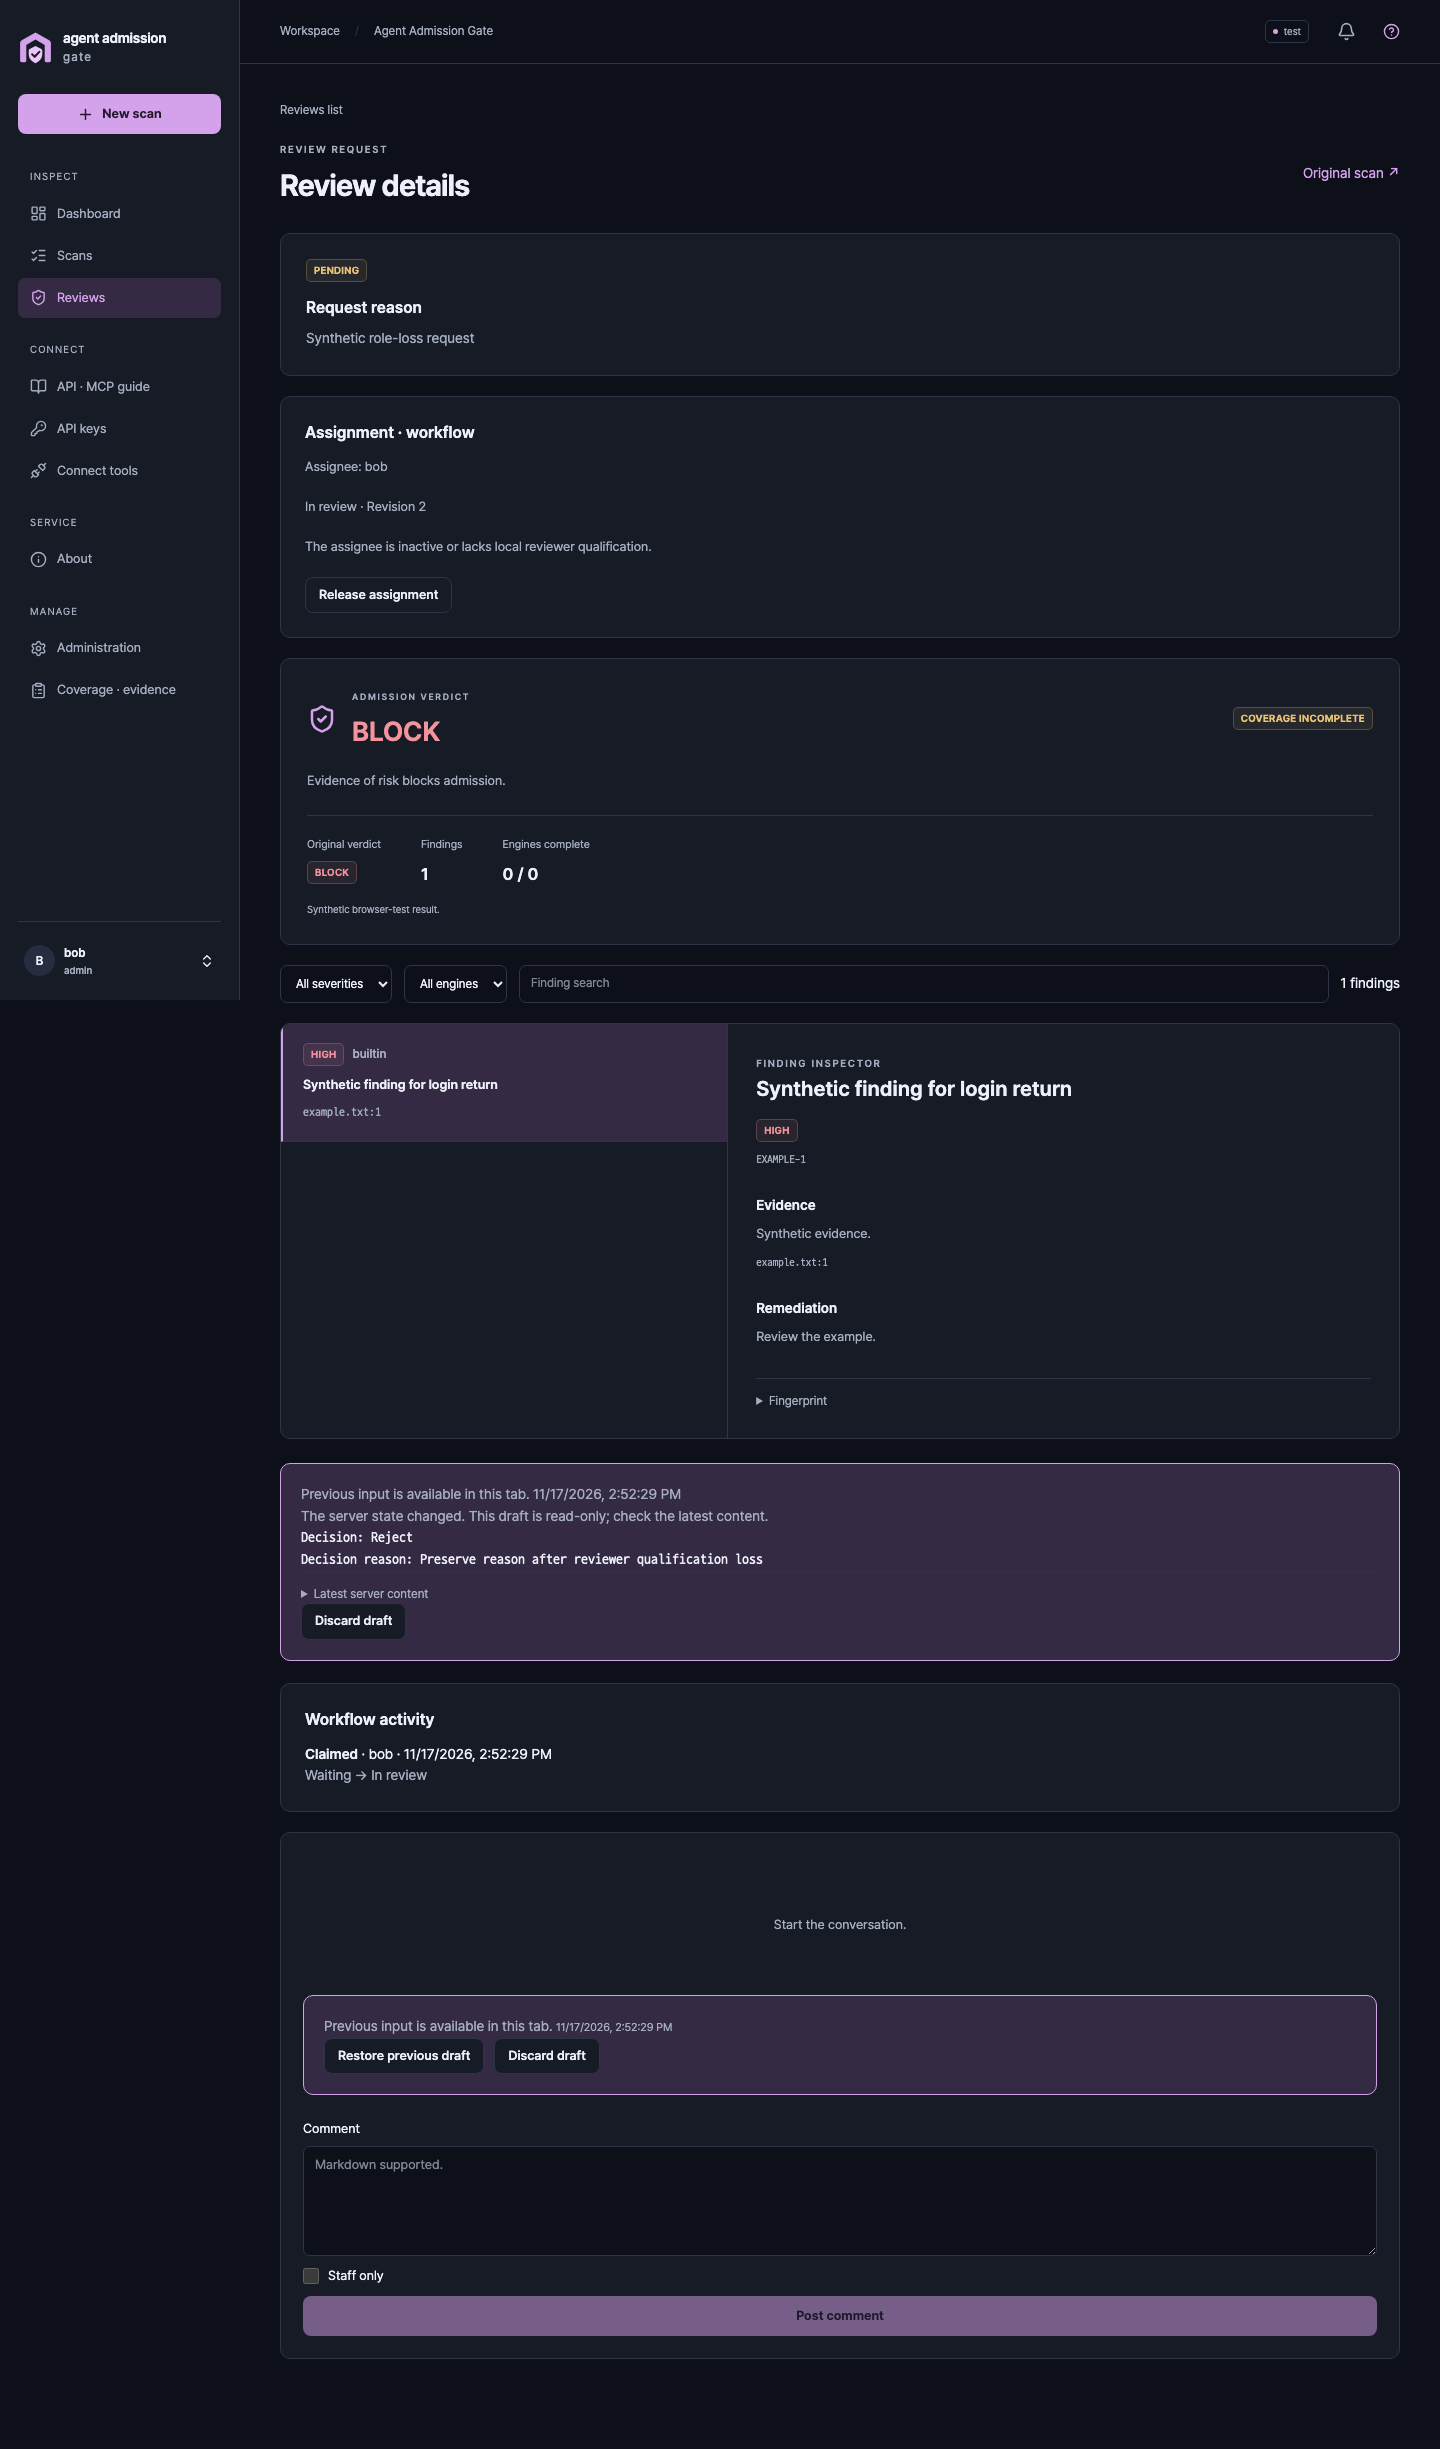 agent admission
gate
New scan
INSPECT
Dashboard
Scans
Reviews
CONNECT
API · MCP guide
API keys
Connect tools
SERVICE
About
MANAGE
Administration
Coverage · evidence
B
bob
admin
Workspace / Agent Admission Gate
test
Reviews list
REVIEW REQUEST
Review details
Original scan ↗
PENDING
Request reason
Synthetic role-loss request
Assignment · workflow
Assignee: bob
In review · Revision 2
The assignee is inactive or lacks local reviewer qualification.
Release assignment
ADMISSION VERDICT
BLOCK
COVERAGE INCOMPLETE
Evidence of risk blocks admission.
Original verdict Findings Engines complete
BLOCK 1 0 / 0
Synthetic browser-test result.
All severities All engines Finding search 1 findings
HIGH builtin
Synthetic finding for login return
example.txt:1
FINDING INSPECTOR
Synthetic finding for login return
HIGH
EXAMPLE-1
Evidence
Synthetic evidence.
example.txt:1
Remediation
Review the example.
Fingerprint
Previous input is available in this tab. 11/17/2026, 2:52:29 PM
The server state changed. This draft is read-only; check the latest content.
Decision: Reject
Decision reason: Preserve reason after reviewer qualification loss
Latest server content
Discard draft
Workflow activity
Claimed · bob · 11/17/2026, 2:52:29 PM
Waiting → In review
Start the conversation.
Previous input is available in this tab. 11/17/2026, 2:52:29 PM
Restore previous draft Discard draft
Comment
Markdown supported.
Staff only
Post comment